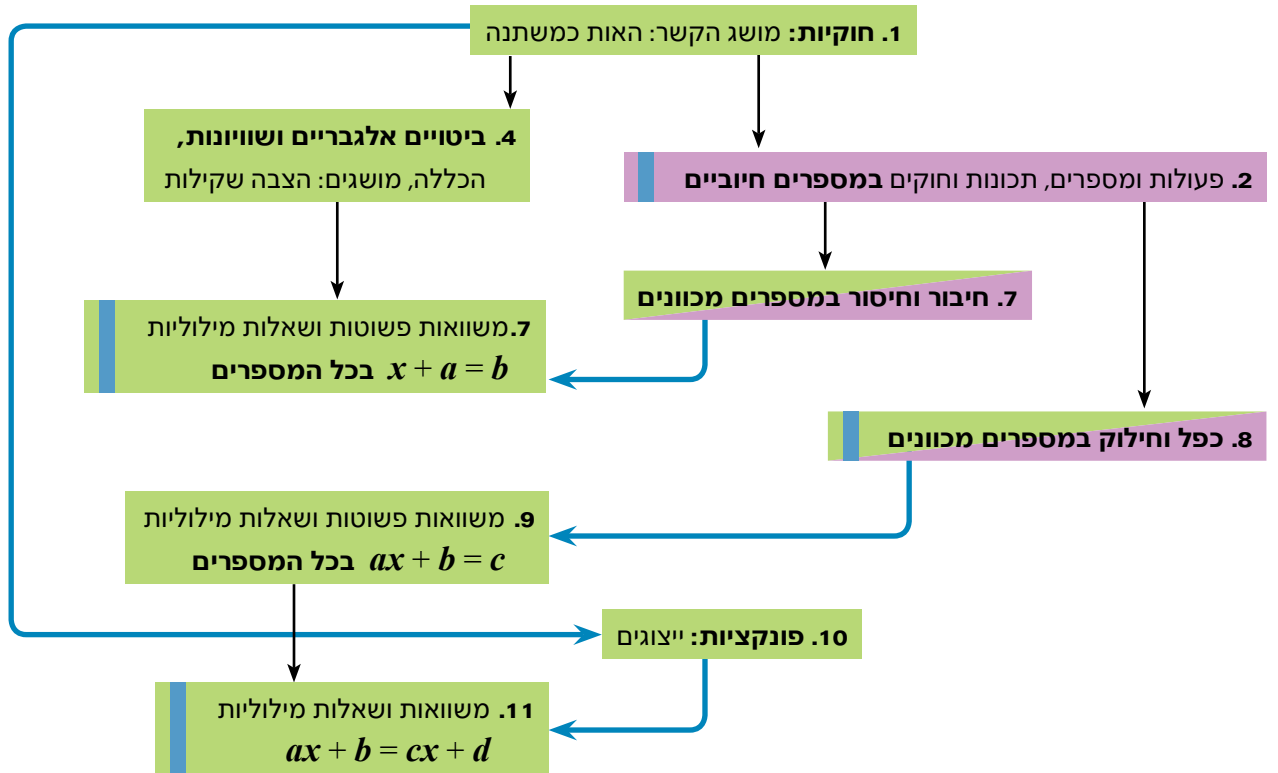 1. חוקיות: מושג הקשר: האות כמשתנה
4. ביטויים אלגבריים ושוויונות,
הכללה, מושגים: הצבה שקילות
2. פעולות ומספרים, תכונות וחוקים במספרים חיוביים
7. חיבור וחיסור במספרים מכוונים
7.משוואות פשוטות ושאלות מילוליות
x + a = b בכל המספרים
8. כפל וחילוק במספרים מכוונים
9. משוואות פשוטות ושאלות מילוליות
ax + b = c בכל המספרים
10. פונקציות: ייצוגים
11. משוואות ושאלות מילוליות
ax + b = cx + d